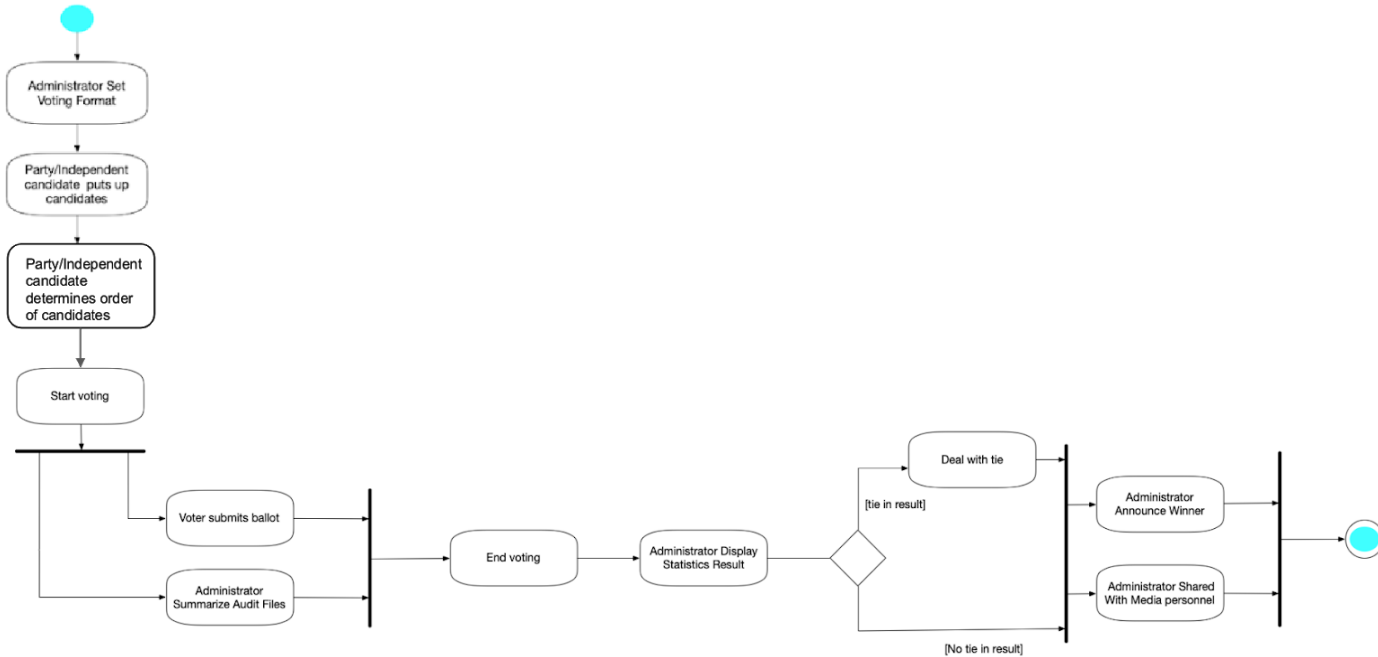 Administrator Set
Voting Format
Party/Independent
candidate puts up
candidates
Party/Independent
candidate
determines order
of candidates
Start voting
Voter submits ballot
Administrator
Summarize Audit Files
End voting
Administrator Display
Statistics Result
[tie in result]
Deal with tie
[No tie in result]
Administrator
Announce Winner
Administrator Shared
With Media personnel